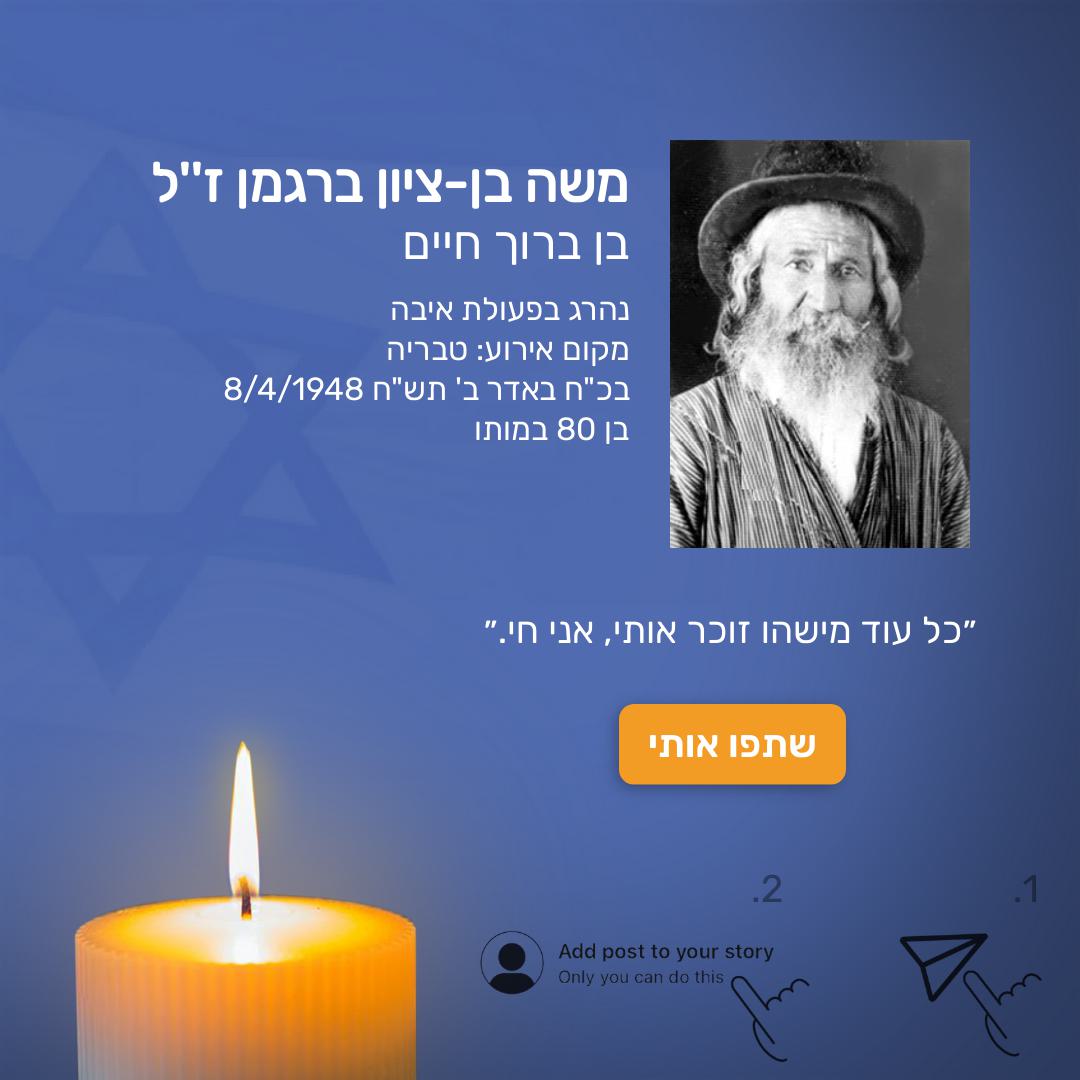 משה בן-ציון ברגמן ז"ל
בן ברוך חיים
נהרג בפעולת איבה
מקום אירוע: טבריה
בכ"ח באדר ב' תש"ח 8/4/1948
בן 80 במותו
״כל עוד מישהו זוכר אותי, אני חי.״
שתפו אותי
1.
2.
Add post to your story
Only you can do this